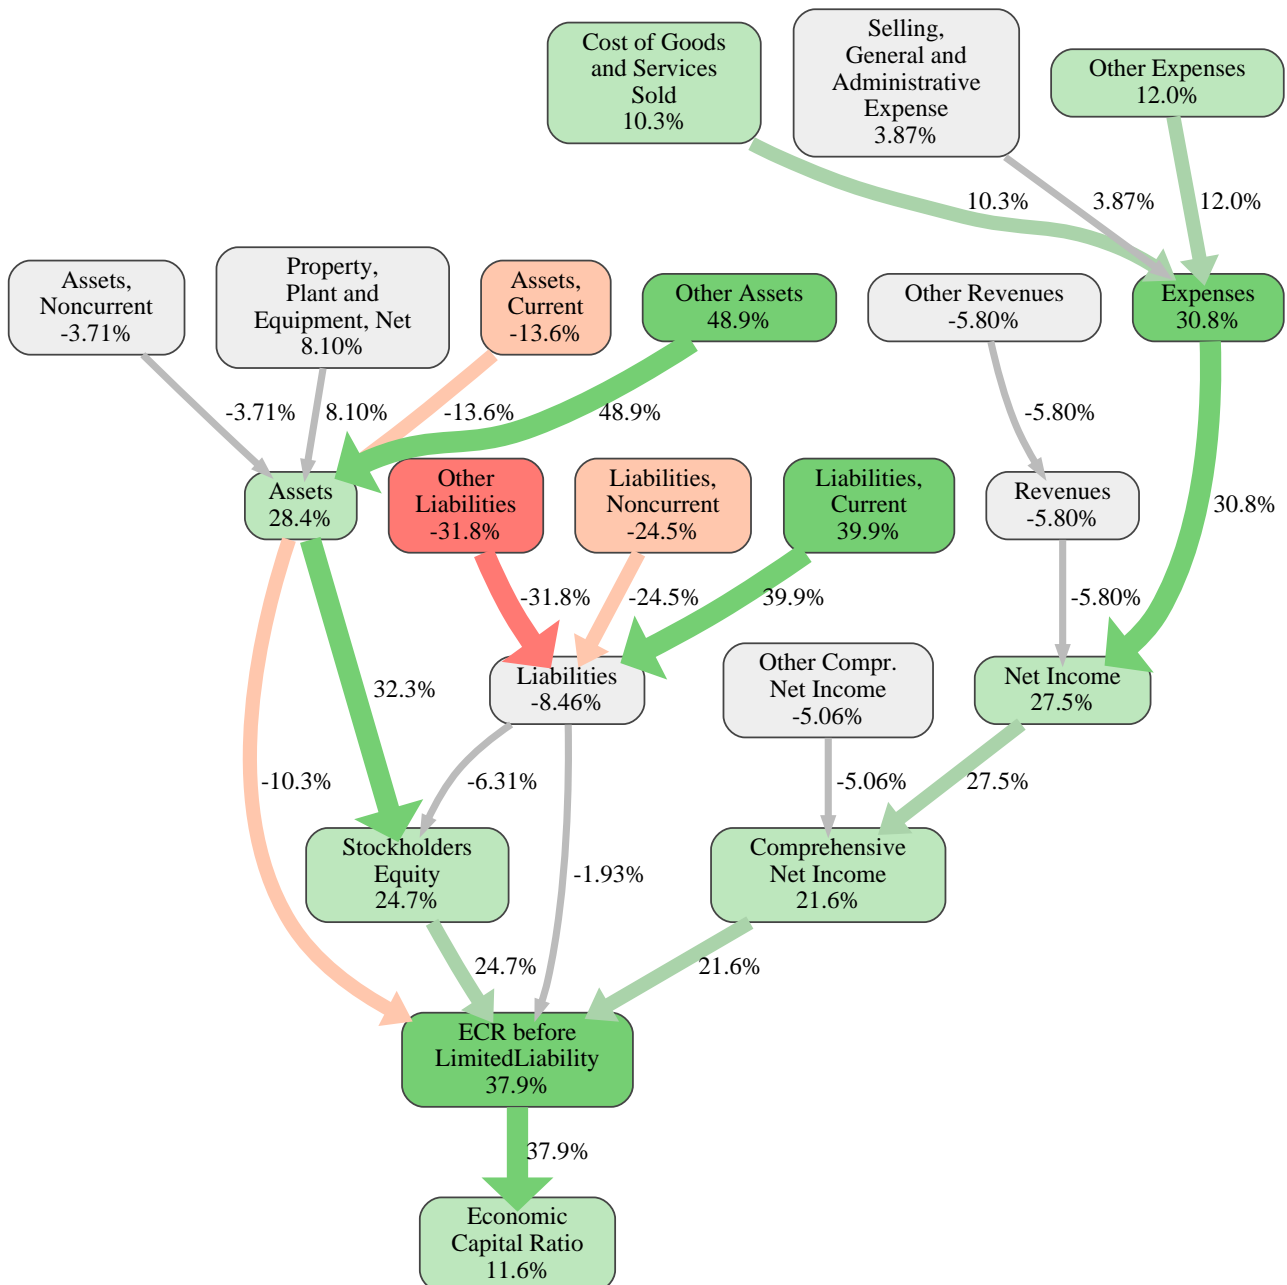 Cost of Goods
and Services
Sold
10.3%
Selling,
General and
Administrative
Expense
3.87%
Other Expenses
12.0%
10.3%
3.87%
12.0%
Assets,
Noncurrent
-3.71%
Property,
Plant and
Equipment, Net
8.10%
Assets,
Current
-13.6%
Other Assets
48.9%
Other Revenues
-5.80%
Expenses
30.8%
-3.71%
8.10%
-13.6%
48.9%
-5.80%
Assets
28.4%
Other
Liabilities
-31.8%
Liabilities,
Noncurrent
-24.5%
Liabilities,
Current
39.9%
Revenues
-5.80%
30.8%
-31.8%
-24.5%
39.9%
-5.80%
Liabilities
-8.46%
Other Compr.
Net Income
-5.06%
Net Income
27.5%
32.3%
-10.3%
-6.31%
-5.06%
27.5%
Stockholders
Equity
24.7%
-1.93%
Comprehensive
Net Income
21.6%
24.7%
21.6%
ECR before
LimitedLiability
37.9%
37.9%
Economic
Capital Ratio
11.6%